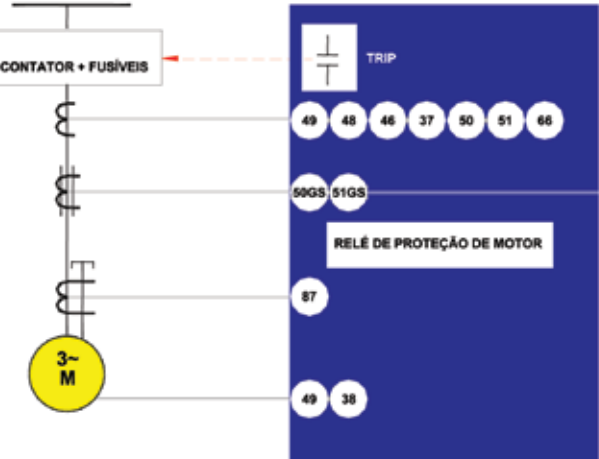 TRIP
CONTATOR + FUSÍVEIS
49 48 46 37 50 51 66
50GS 51GS
RELÉ DE PROTEÇÃO DE MOTOR
87
3~
M
49 38